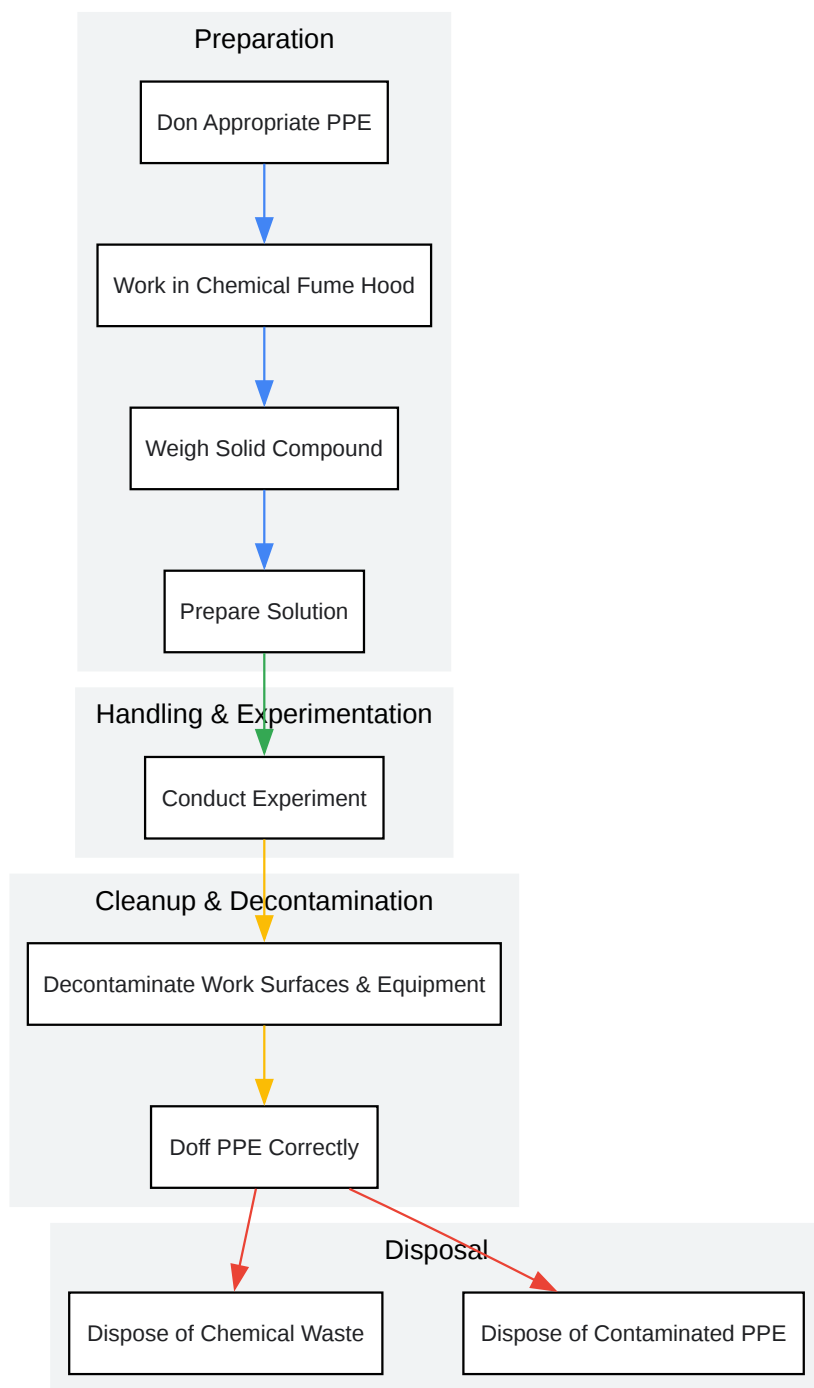 Preparation
Don Appropriate PPE
Work in Chemical Fume Hood
Weigh Solid Compound
Prepare Solution
Handling & Experimentation
Conduct Experiment
Cleanup & Decontamination
Decontaminate Work Surfaces & Equipment
Doff PPE Correctly
Disposal
Dispose of Chemical Waste
Dispose of Contaminated PPE